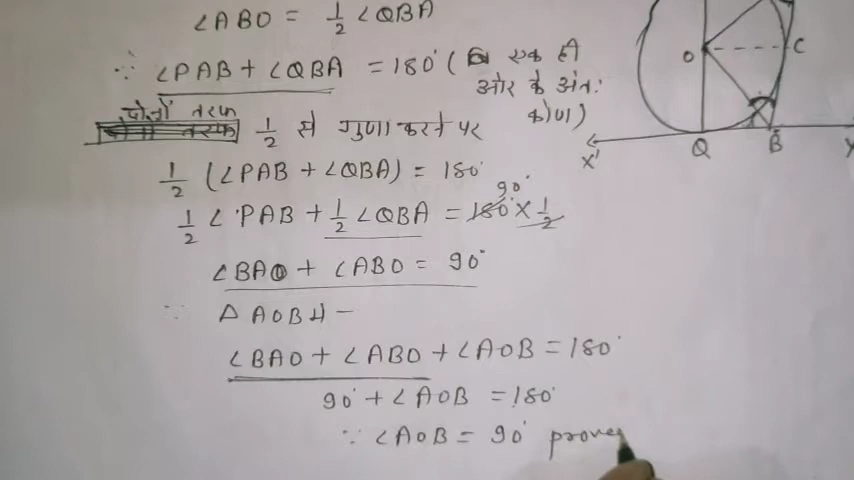 ∠ABO = 1/2 ∠QBA
∵ ∠PAB + ∠QBA = 180° ( एक ही
ओर के अंतः
कोण)
दोनों तरफ
1/2 से गुणा करने पर
1/2 (∠PAB + ∠QBA) = 180°
90°
1/2 ∠PAB + 1/2 ∠QBA = 180° × 1/2
∠BAO + ∠ABO = 90°
∵ Δ AOB में –
∠BAO + ∠ABO + ∠AOB = 180°
90° + ∠AOB = 180°
∵ ∠AOB = 90° prove
O
C
X'
Q
B
Y